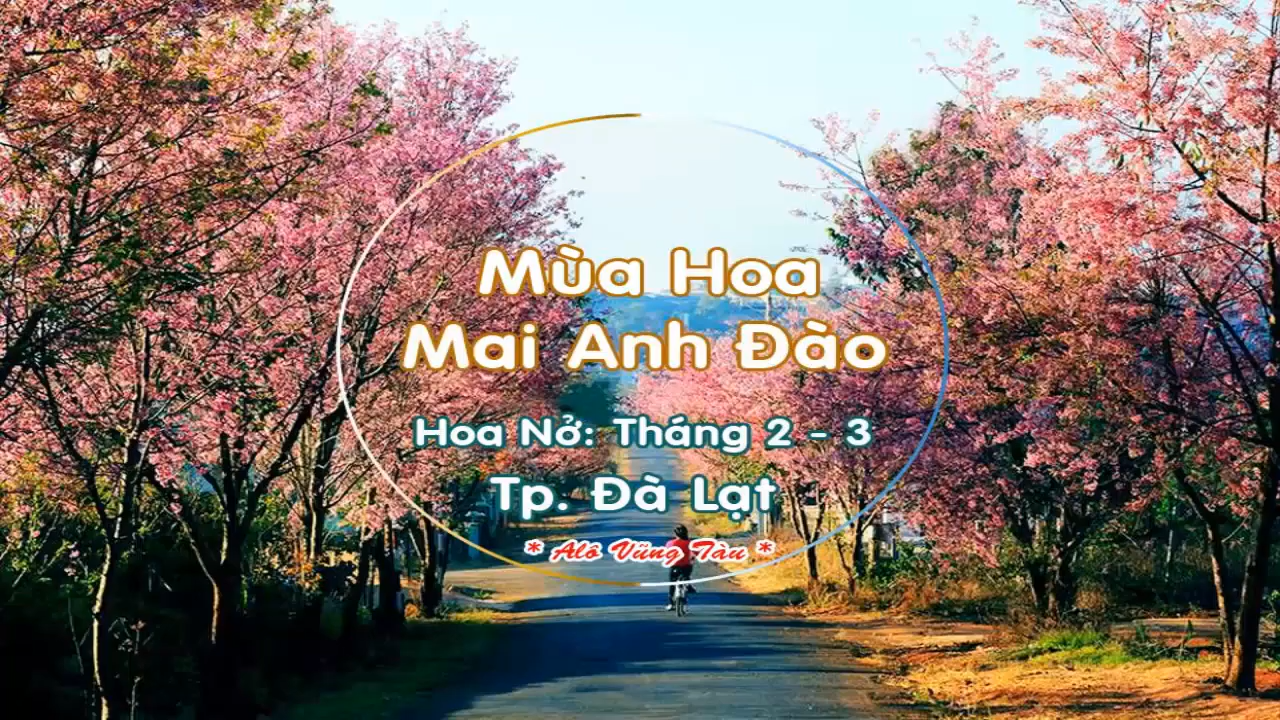 Mùa Hoa
Mai Anh Đào
Hoa Nở: Tháng 2 - 3
Tp. Đà Lạt
* Alô Vũng Tàu *